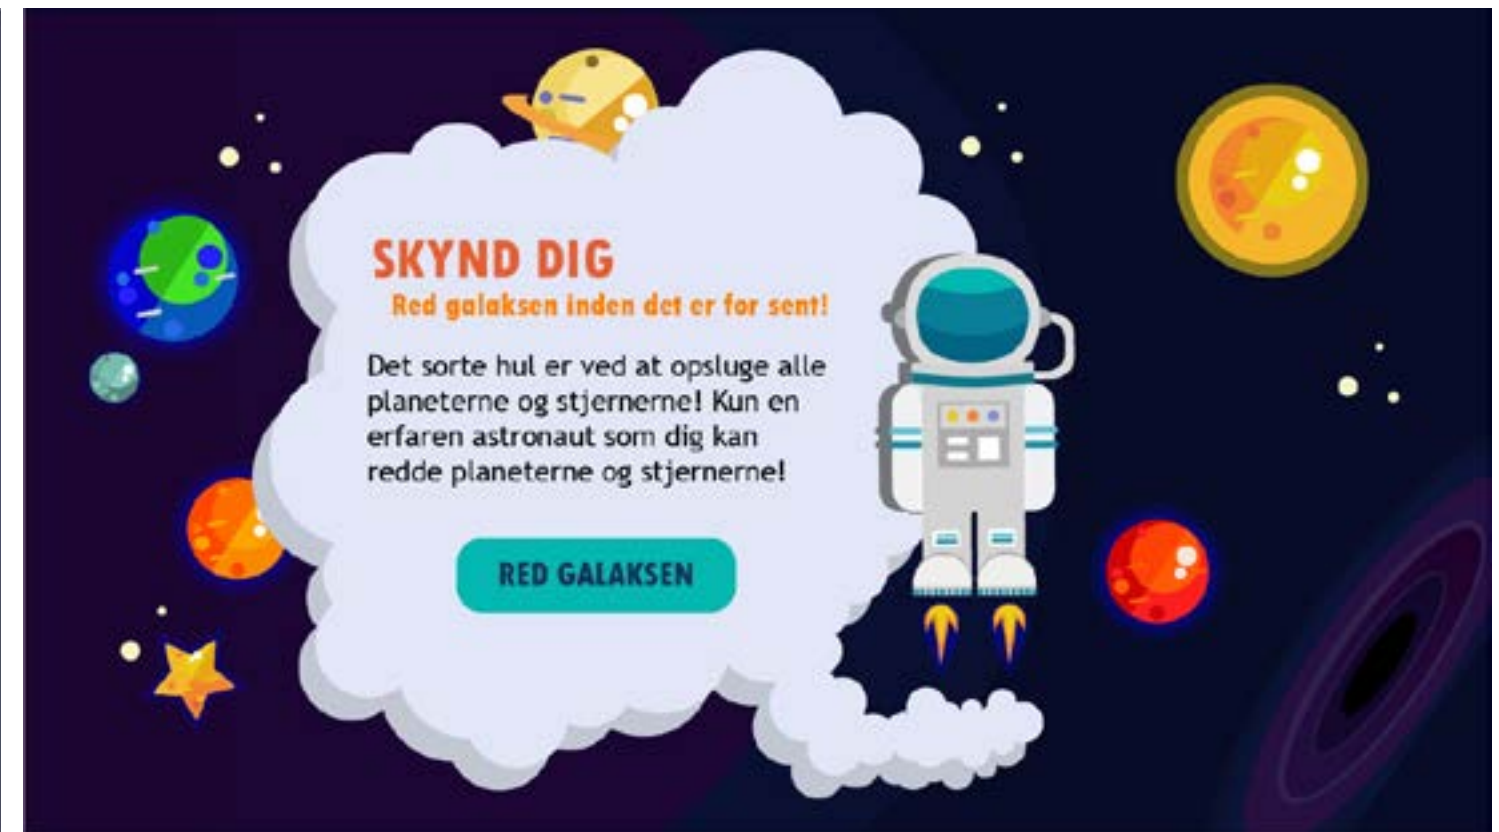 SKYND DIG
Red galaksen inden det er for sent!
Det sorte hul er ved at opsluge alle
planeterne og stjernerne! Kun en
erfaren astronaut som dig kan
redde planeterne og stjernerne!
RED GALAKSEN